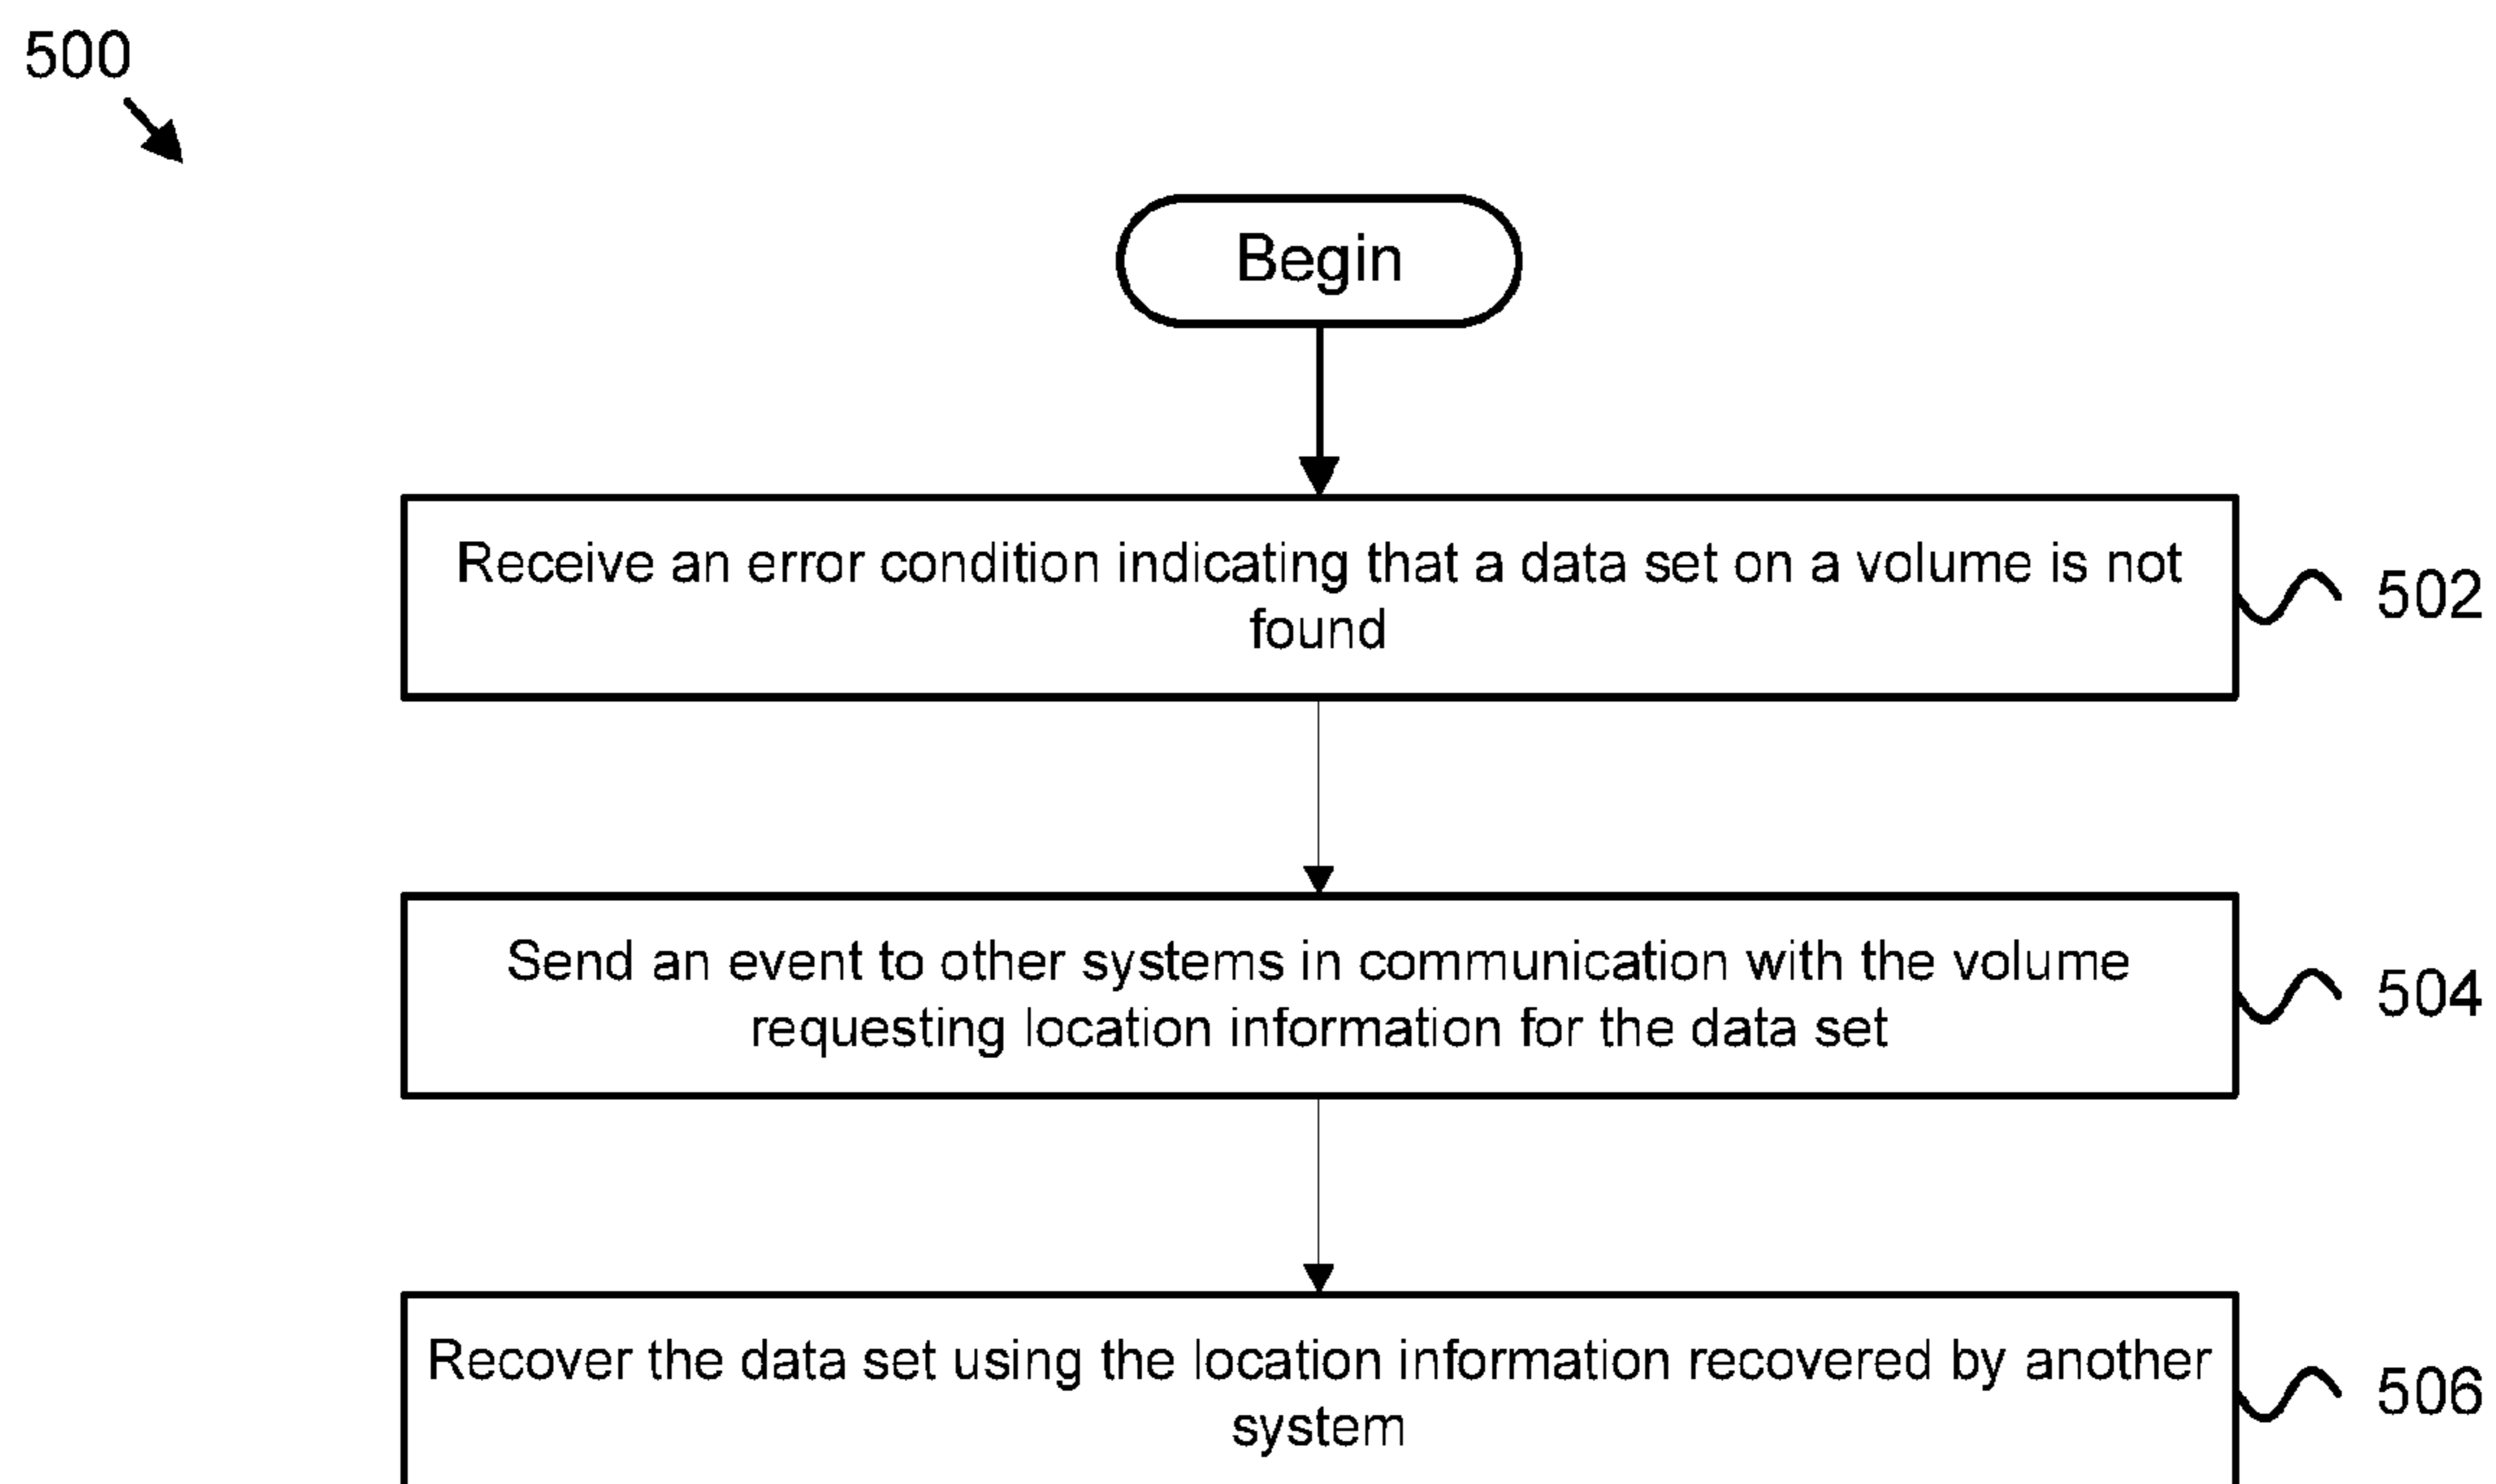 500
Begin
Receive an error condition indicating that a data set on a volume is not
found
502
Send an event to other systems in communication with the volume
requesting location information for the data set
504
Recover the data set using the location information recovered by another
system
506